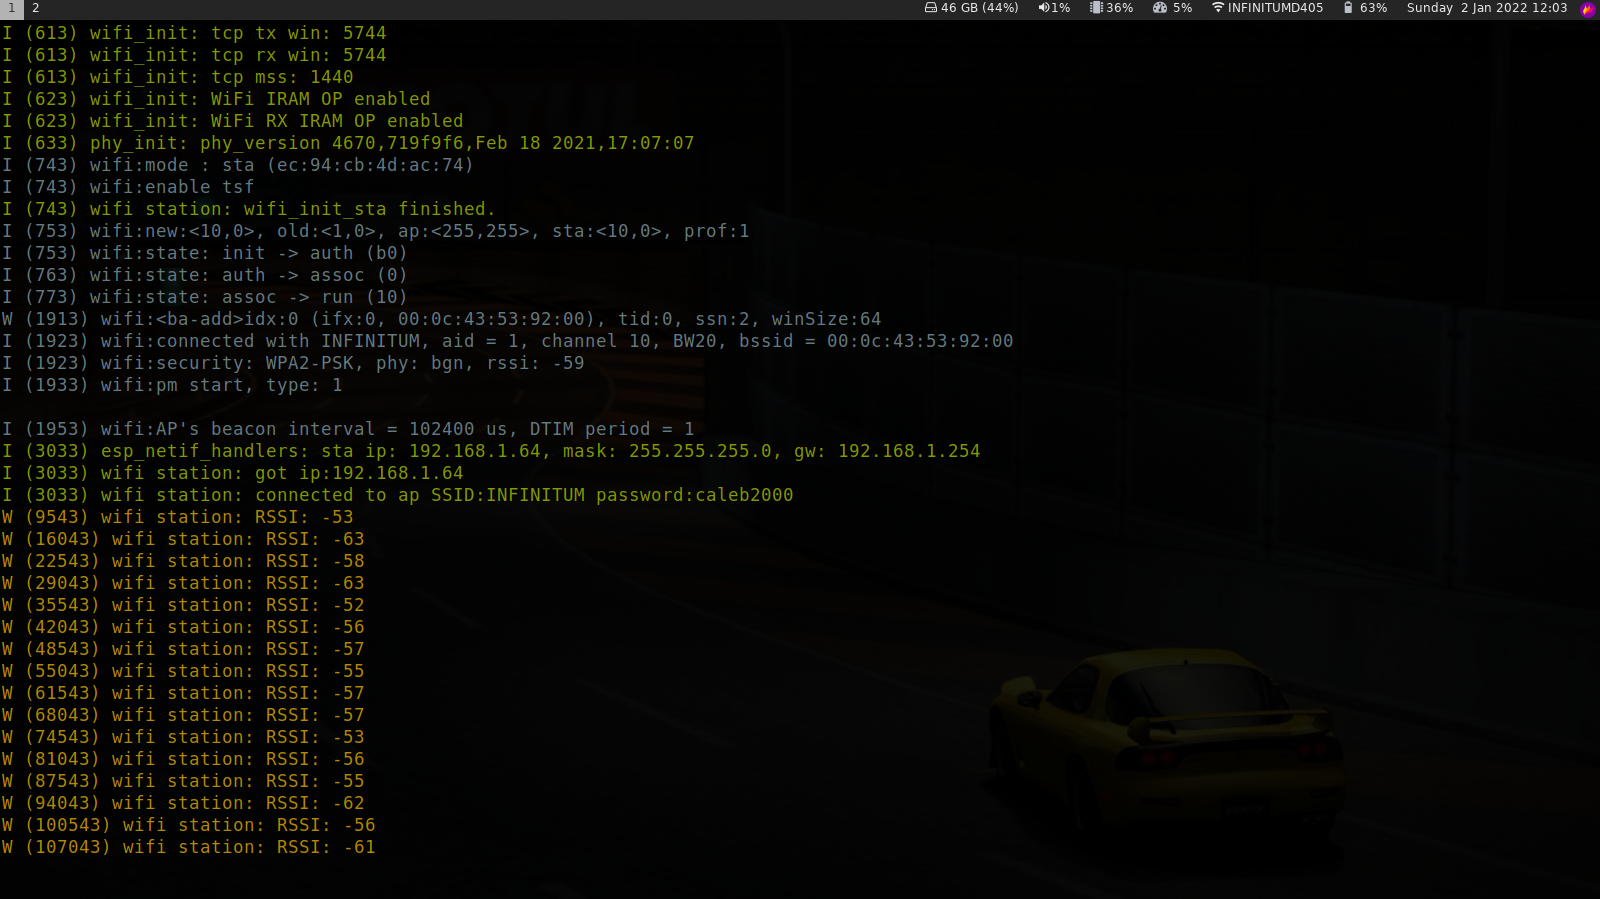 1 2 46 GB (44%) 1% 36% 5% INFINITUMD405 63% Sunday 2 Jan 2022 12:03
I (613) wifi_init: tcp tx win: 5744
I (613) wifi_init: tcp rx win: 5744
I (613) wifi_init: tcp mss: 1440
I (623) wifi_init: WiFi IRAM OP enabled
I (623) wifi_init: WiFi RX IRAM OP enabled
I (633) phy_init: phy_version 4670,719f9f6,Feb 18 2021,17:07:07
I (743) wifi:mode : sta (ec:94:cb:4d:ac:74)
I (743) wifi:enable tsf
I (743) wifi station: wifi_init_sta finished.
I (753) wifi:new:<10,0>, old:<1,0>, ap:<255,255>, sta:<10,0>, prof:1
I (753) wifi:state: init -> auth (b0)
I (763) wifi:state: auth -> assoc (0)
I (773) wifi:state: assoc -> run (10)
W (1913) wifi:<ba-add>idx:0 (ifx:0, 00:0c:43:53:92:00), tid:0, ssn:2, winSize:64
I (1923) wifi:connected with INFINITUM, aid = 1, channel 10, BW20, bssid = 00:0c:43:53:92:00
I (1923) wifi:security: WPA2-PSK, phy: bgn, rssi: -59
I (1933) wifi:pm start, type: 1
I (1953) wifi:AP's beacon interval = 102400 us, DTIM period = 1
I (3033) esp_netif_handlers: sta ip: 192.168.1.64, mask: 255.255.255.0, gw: 192.168.1.254
I (3033) wifi station: got ip:192.168.1.64
I (3033) wifi station: connected to ap SSID:INFINITUM password:caleb2000
W (9543) wifi station: RSSI: -53
W (16043) wifi station: RSSI: -63
W (22543) wifi station: RSSI: -58
W (29043) wifi station: RSSI: -63
W (35543) wifi station: RSSI: -52
W (42043) wifi station: RSSI: -56
W (48543) wifi station: RSSI: -57
W (55043) wifi station: RSSI: -55
W (61543) wifi station: RSSI: -57
W (68043) wifi station: RSSI: -57
W (74543) wifi station: RSSI: -53
W (81043) wifi station: RSSI: -56
W (87543) wifi station: RSSI: -55
W (94043) wifi station: RSSI: -62
W (100543) wifi station: RSSI: -56
W (107043) wifi station: RSSI: -61